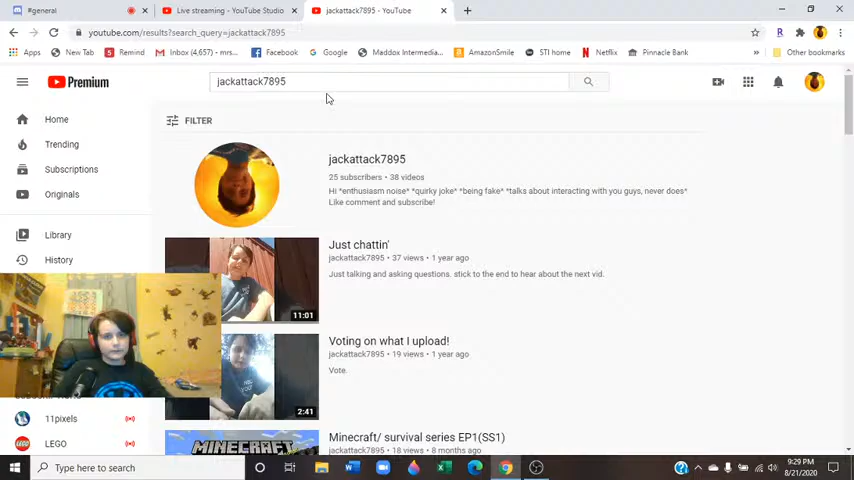 #general
Live streaming - YouTube Studio
jackattack7895 - YouTube
youtube.com/results?search_query=jackattack7895
Apps
New Tab
Remind
Inbox (4,657) - mrs...
Facebook
Google
Maddox Intermedia...
AmazonSmile
STI home
Netflix
Pinnacle Bank
Other bookmarks
Premium
jackattack7895
Home
FILTER
Trending
jackattack7895
Subscriptions
25 subscribers • 38 videos
Hi *enthusiasm noise* *quirky joke* *being fake* *talks about interacting with you guys, never does*
Like comment and subscribe!
Originals
Library
Just chattin'
jackattack7895 • 37 views • 1 year ago
History
Just talking and asking questions. stick to the end to hear about the next vid.
11:01
Voting on what I upload!
jackattack7895 • 19 views • 1 year ago
Vote.
2:41
11pixels
LEGO
Minecraft/ survival series EP1(SS1)
MINECRAFT
jackattack7895 • 18 views • 8 months ago
Type here to search
9:29 PM
8/21/2020